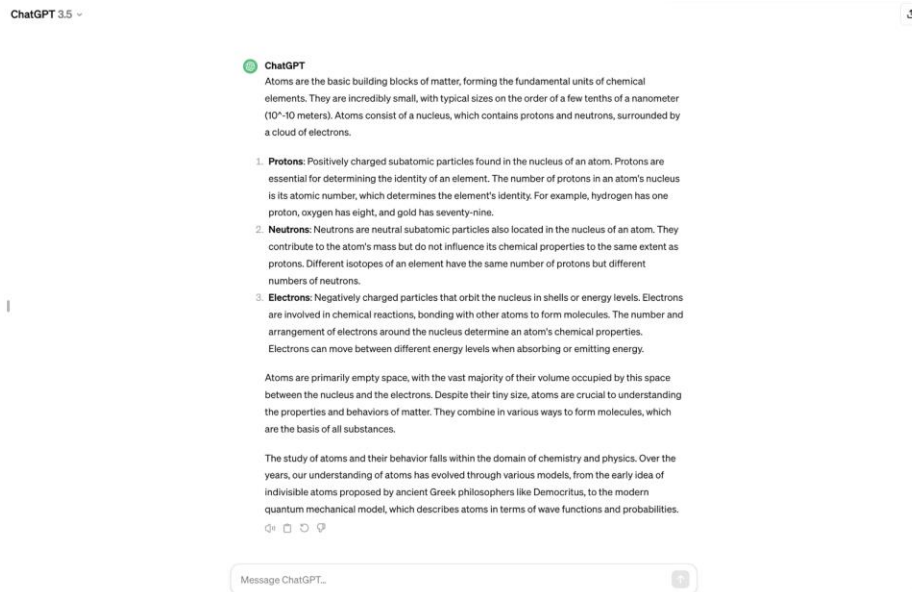 ChatGPT 3.5
ChatGPT
Atoms are the basic building blocks of matter, forming the fundamental units of chemical
elements. They are incredibly small, with typical sizes on the order of a few tenths of a nanometer
(10^-10 meters). Atoms consist of a nucleus, which contains protons and neutrons, surrounded by
a cloud of electrons.
1. Protons: Positively charged subatomic particles found in the nucleus of an atom. Protons are
essential for determining the identity of an element. The number of protons in an atom's nucleus
is its atomic number, which determines the element's identity. For example, hydrogen has one
proton, oxygen has eight, and gold has seventy-nine.
2. Neutrons: Neutrons are neutral subatomic particles also located in the nucleus of an atom. They
contribute to the atom's mass but do not influence its chemical properties to the same extent as
protons. Different isotopes of an element have the same number of protons but different
numbers of neutrons.
3. Electrons: Negatively charged particles that orbit the nucleus in shells or energy levels. Electrons
are involved in chemical reactions, bonding with other atoms to form molecules. The number and
arrangement of electrons around the nucleus determine an atom's chemical properties.
Electrons can move between different energy levels when absorbing or emitting energy.
Atoms are primarily empty space, with the vast majority of their volume occupied by this space
between the nucleus and the electrons. Despite their tiny size, atoms are crucial to understanding
the properties and behaviors of matter. They combine in various ways to form molecules, which
are the basis of all substances.
The study of atoms and their behavior falls within the domain of chemistry and physics. Over the
years, our understanding of atoms has evolved through various models, from the early idea of
indivisible atoms proposed by ancient Greek philosophers like Democritus, to the modern
quantum mechanical model, which describes atoms in terms of wave functions and probabilities.
Message ChatGPT...